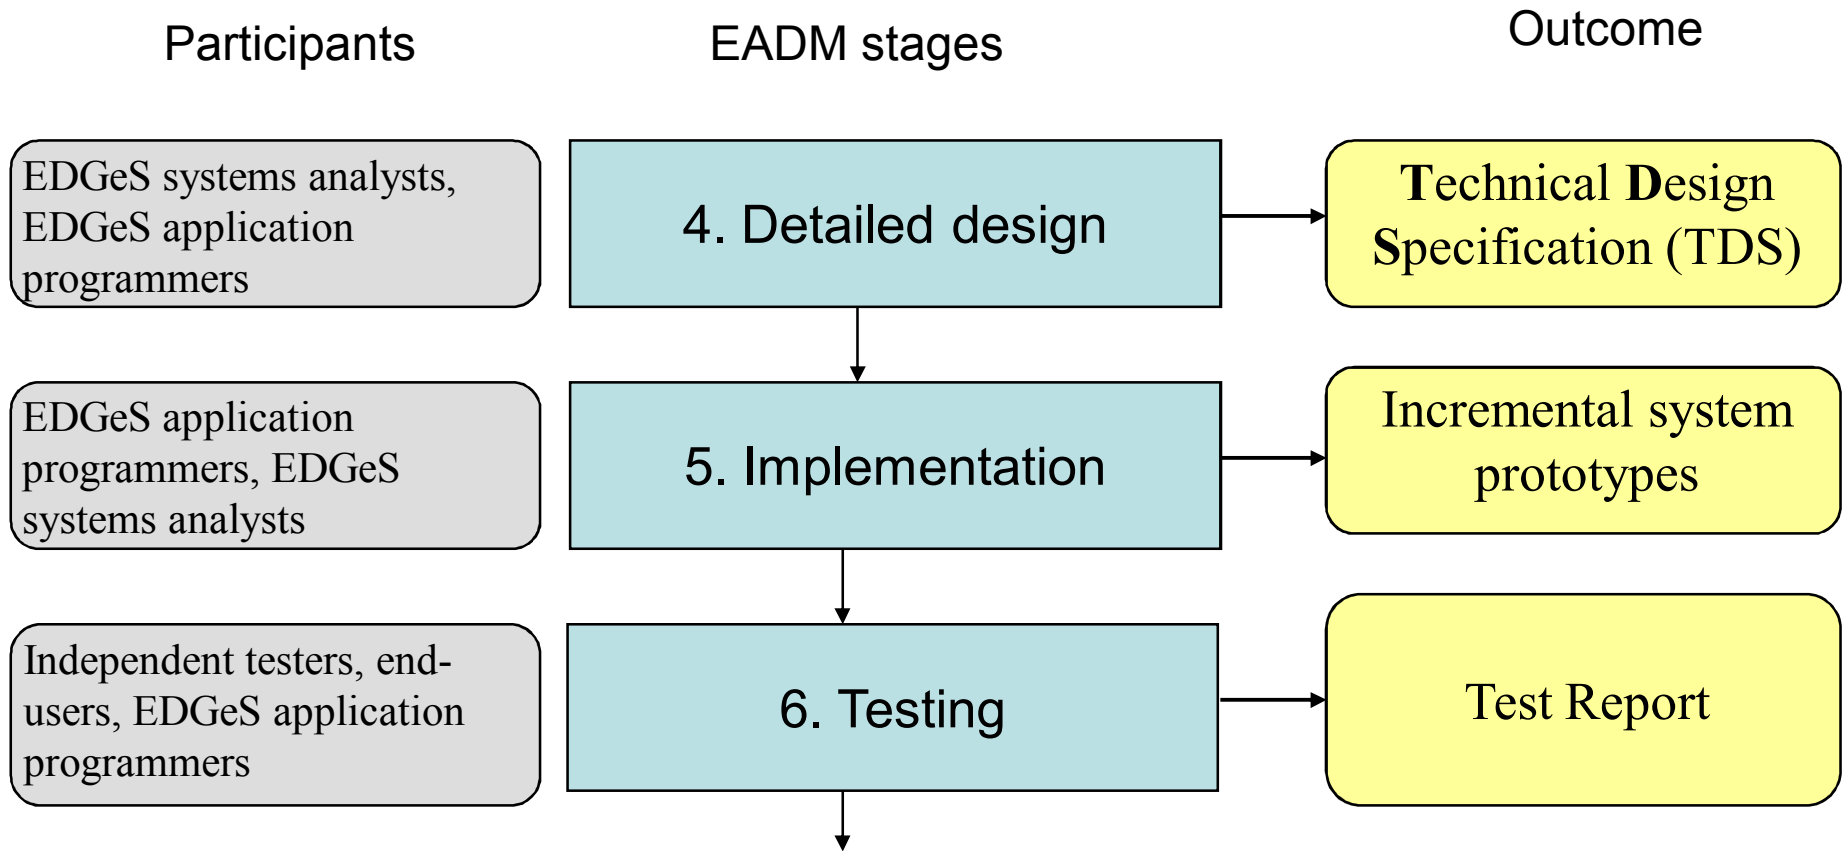 Participants
EADM stages
Outcome
EDGeS systems analysts,
EDGeS application
programmers
4. Detailed design
Technical Design
Specification (TDS)
EDGeS application
programmers, EDGeS
systems analysts
5. Implementation
Incremental system
prototypes
Independent testers, end-
users, EDGeS application
programmers
6. Testing
Test Report